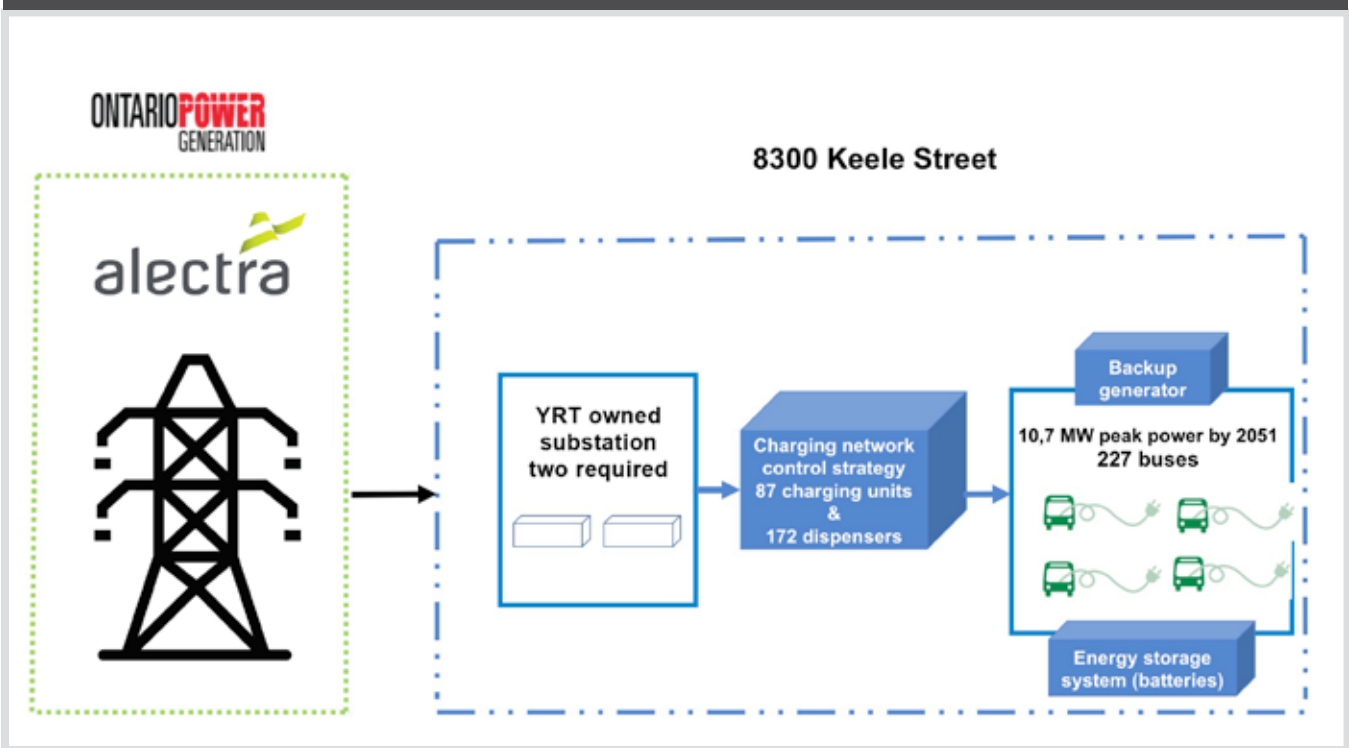 ONTARIOPOWER
GENERATION
alectra
8300 Keele Street
YRT owned
substation
two required
Charging network
control strategy
87 charging units
&
172 dispensers
Backup
generator
10,7 MW peak power by 2051
227 buses
Energy storage
system (batteries)